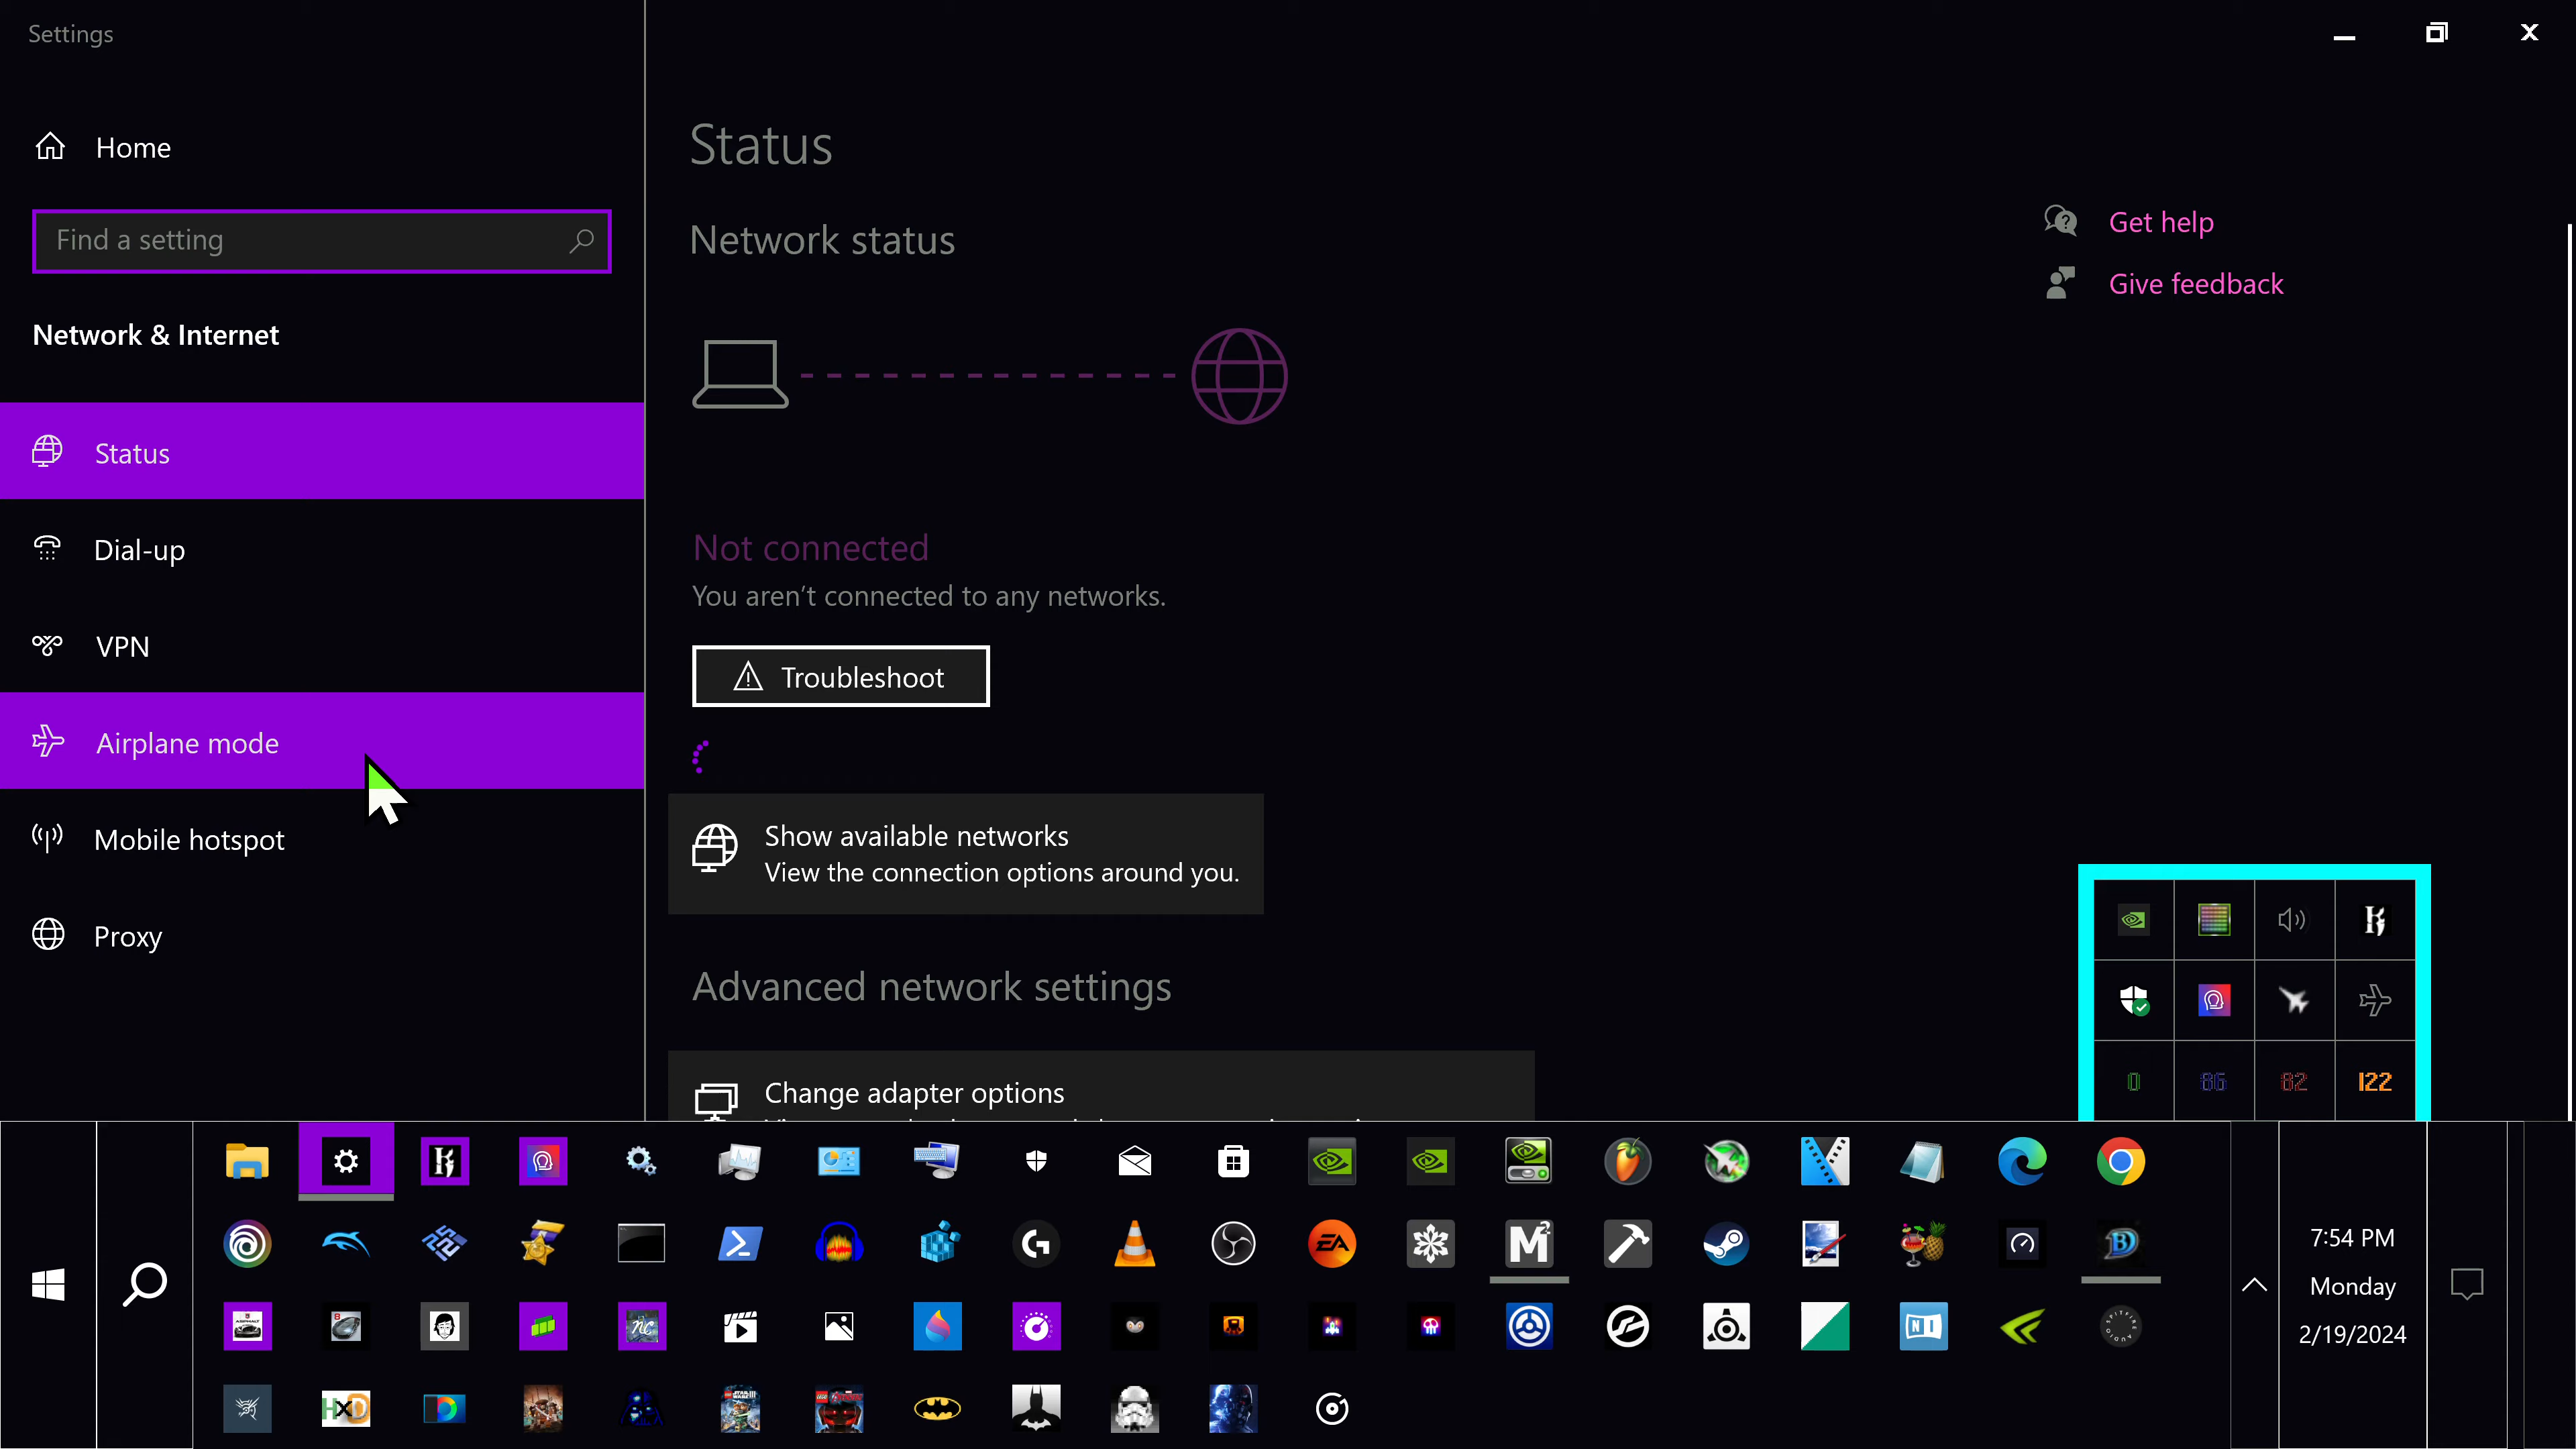 Settings
Home
Find a setting
Network & Internet
Status
Dial-up
VPN
Airplane mode
Mobile hotspot
Proxy
Status
Network status
Get help
Give feedback
Not connected
You aren't connected to any networks.
Troubleshoot
Show available networks
View the connection options around you.
Advanced network settings
Change adapter options
0
86
82
122
7:54 PM
Monday
2/19/2024